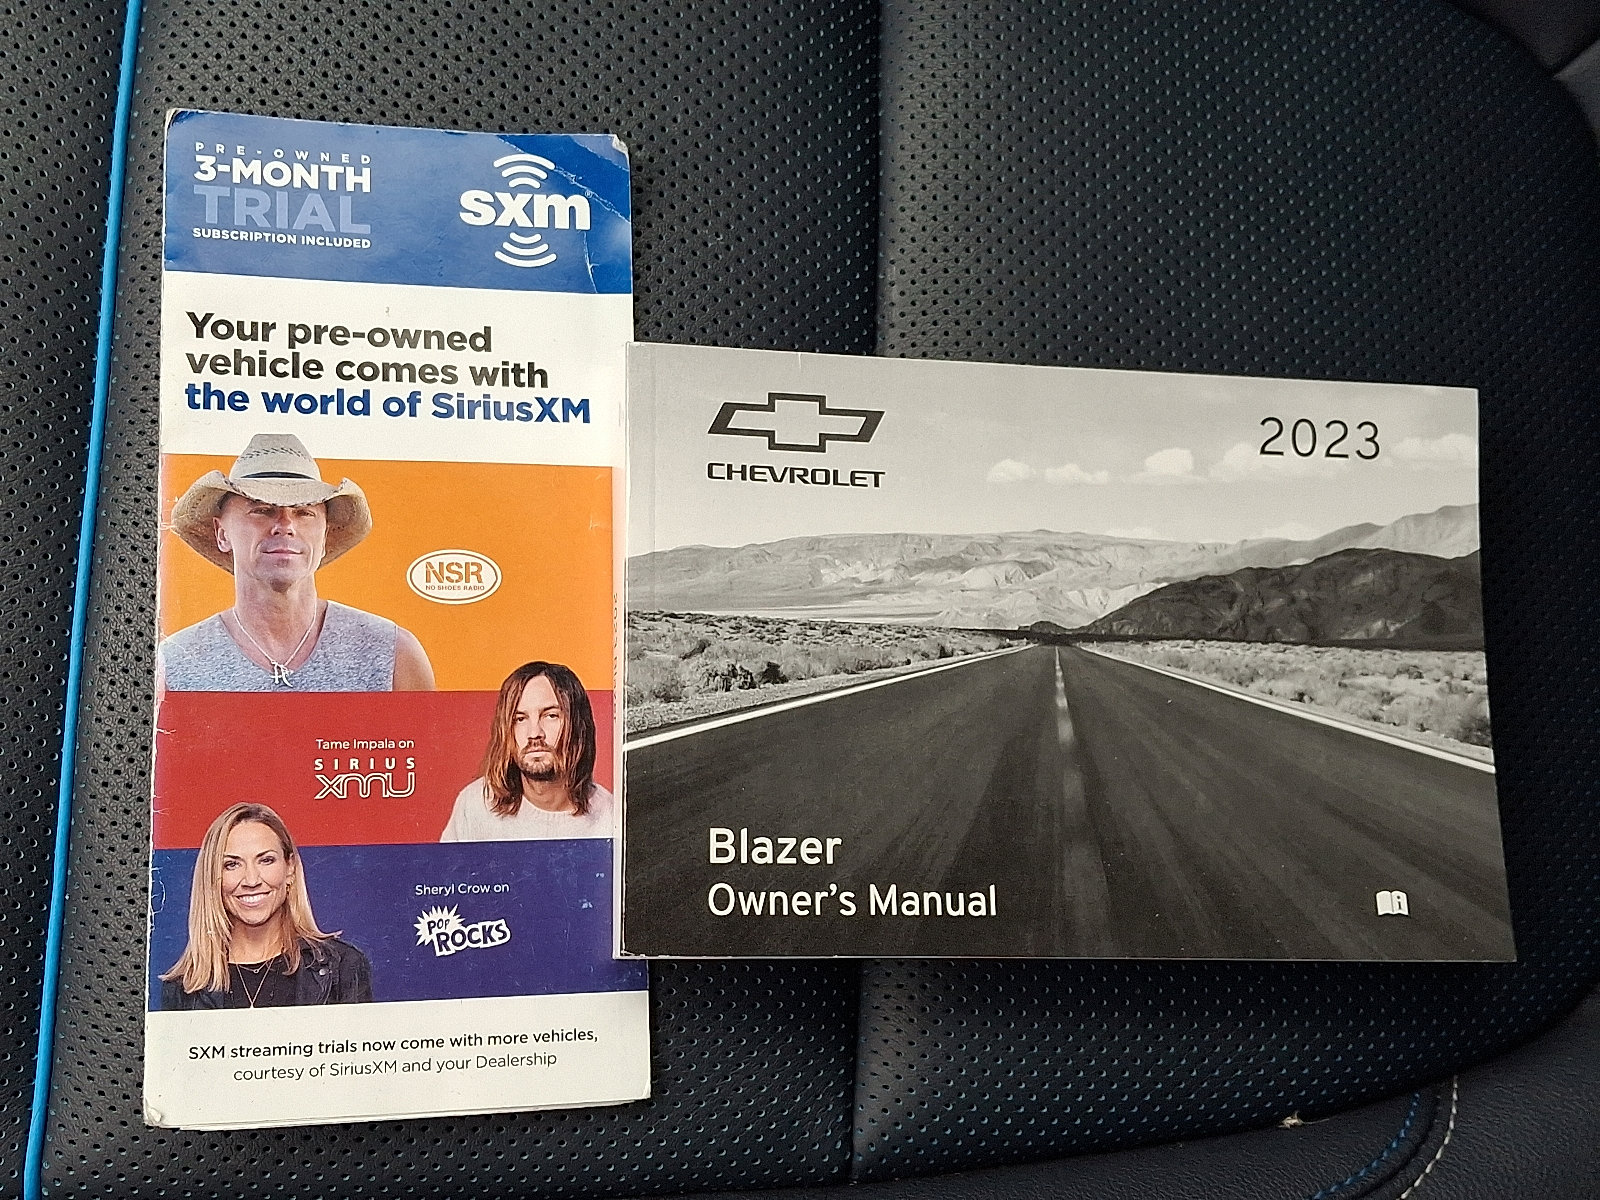 PRE-OWNED
3-MONTH
TRIAL
SUBSCRIPTION INCLUDED
sxm
Your pre-owned
vehicle comes with
the world of SiriusXM
NSR
NO SHOES RADIO
Tame Impala on
SIRIUS
XMU
Sheryl Crow on
POP
ROCKS
SXM streaming trials now come with more vehicles,
courtesy of SiriusXM and your Dealership
CHEVROLET
2023
Blazer
Owner's Manual
i